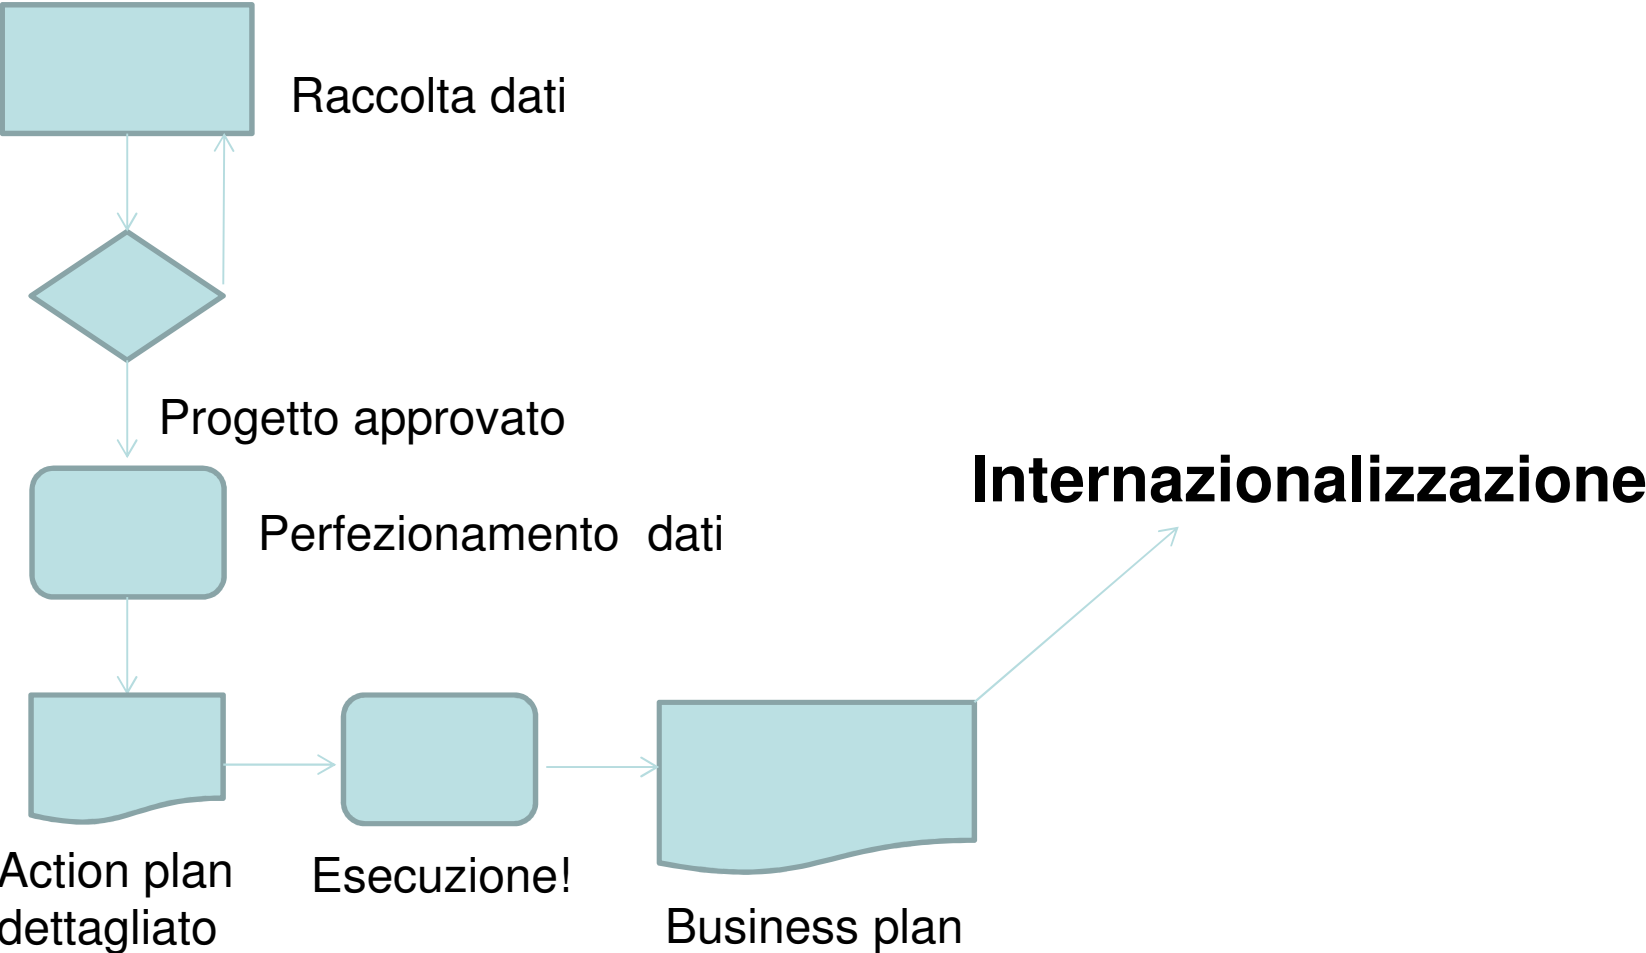 Raccolta dati
Progetto approvato
Internazionalizzazione
Perfezionamento dati
Action plan
dettagliato
Esecuzione!
Business plan